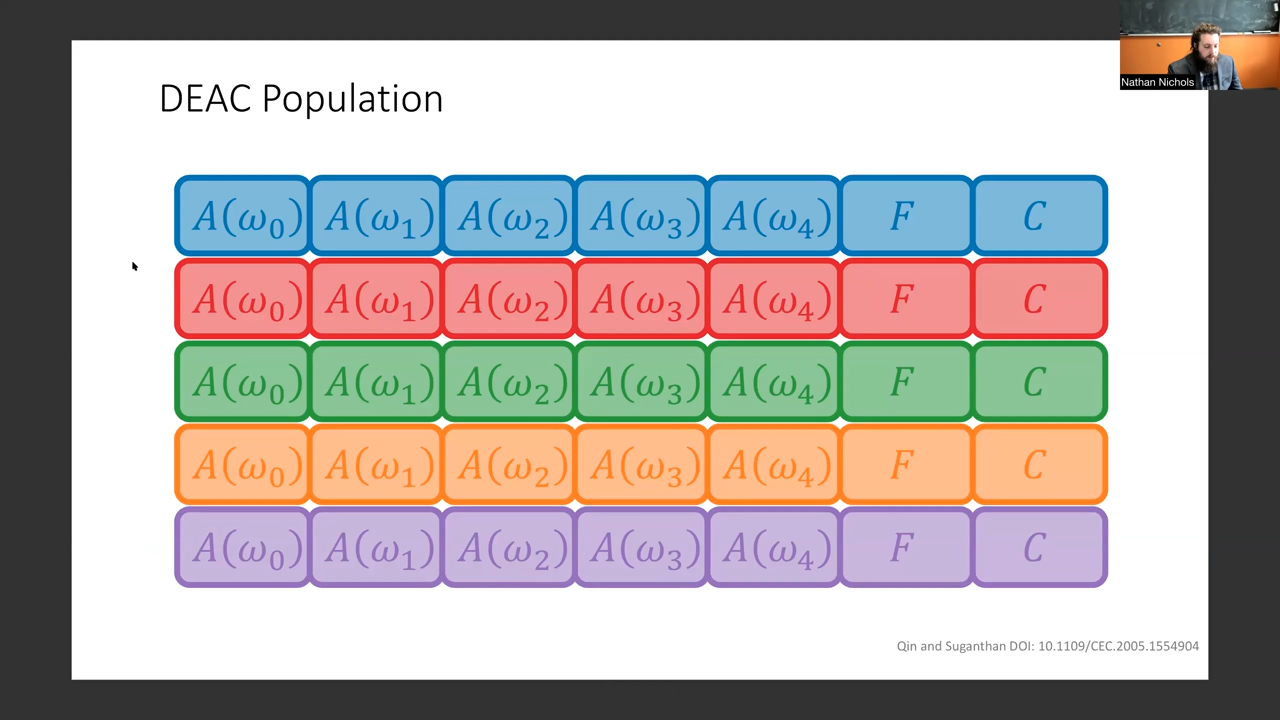 Nathan Nichols
DEAC Population
A(ω₀) A(ω₁) A(ω₂) A(ω₃) A(ω₄) F C
A(ω₀) A(ω₁) A(ω₂) A(ω₃) A(ω₄) F C
A(ω₀) A(ω₁) A(ω₂) A(ω₃) A(ω₄) F C
A(ω₀) A(ω₁) A(ω₂) A(ω₃) A(ω₄) F C
A(ω₀) A(ω₁) A(ω₂) A(ω₃) A(ω₄) F C
Qin and Suganthan DOI: 10.1109/CEC.2005.1554904